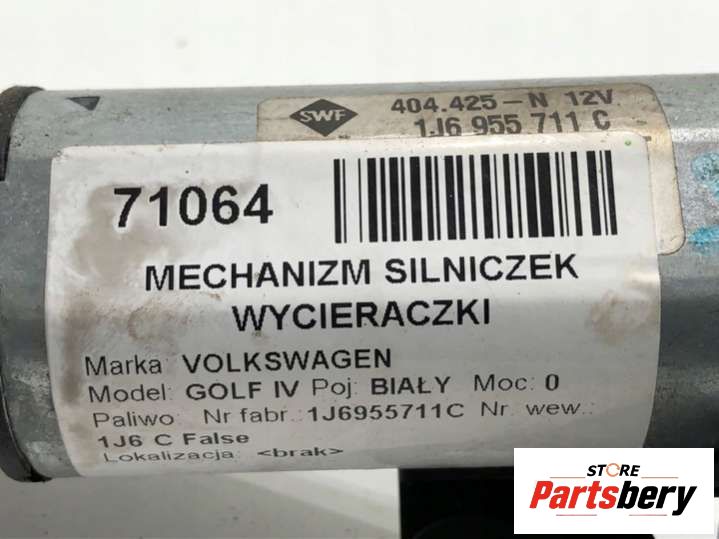 SWF
404.425-N 12V
1J6 955 711 C
71064
MECHANIZM SILNICZEK
WYCIERACZKI
Marka: VOLKSWAGEN
Model: GOLF IV Poj: BIAŁY Moc: 0
Paliwo: Nr fabr.:1J6955711C Nr. wew.:
1J6 C False
Lokalizacja: <brak>
STORE
Partsbery